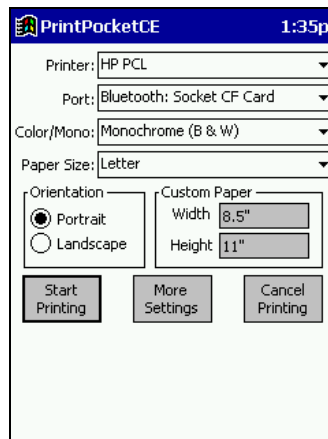 PrintPocketCE 1:35p
Printer: HP PCL
Port: Bluetooth: Socket CF Card
Color/Mono: Monochrome (B & W)
Paper Size: Letter
Orientation
Portrait
Landscape
Custom Paper
Width 8.5"
Height 11"
Start
Printing
More
Settings
Cancel
Printing